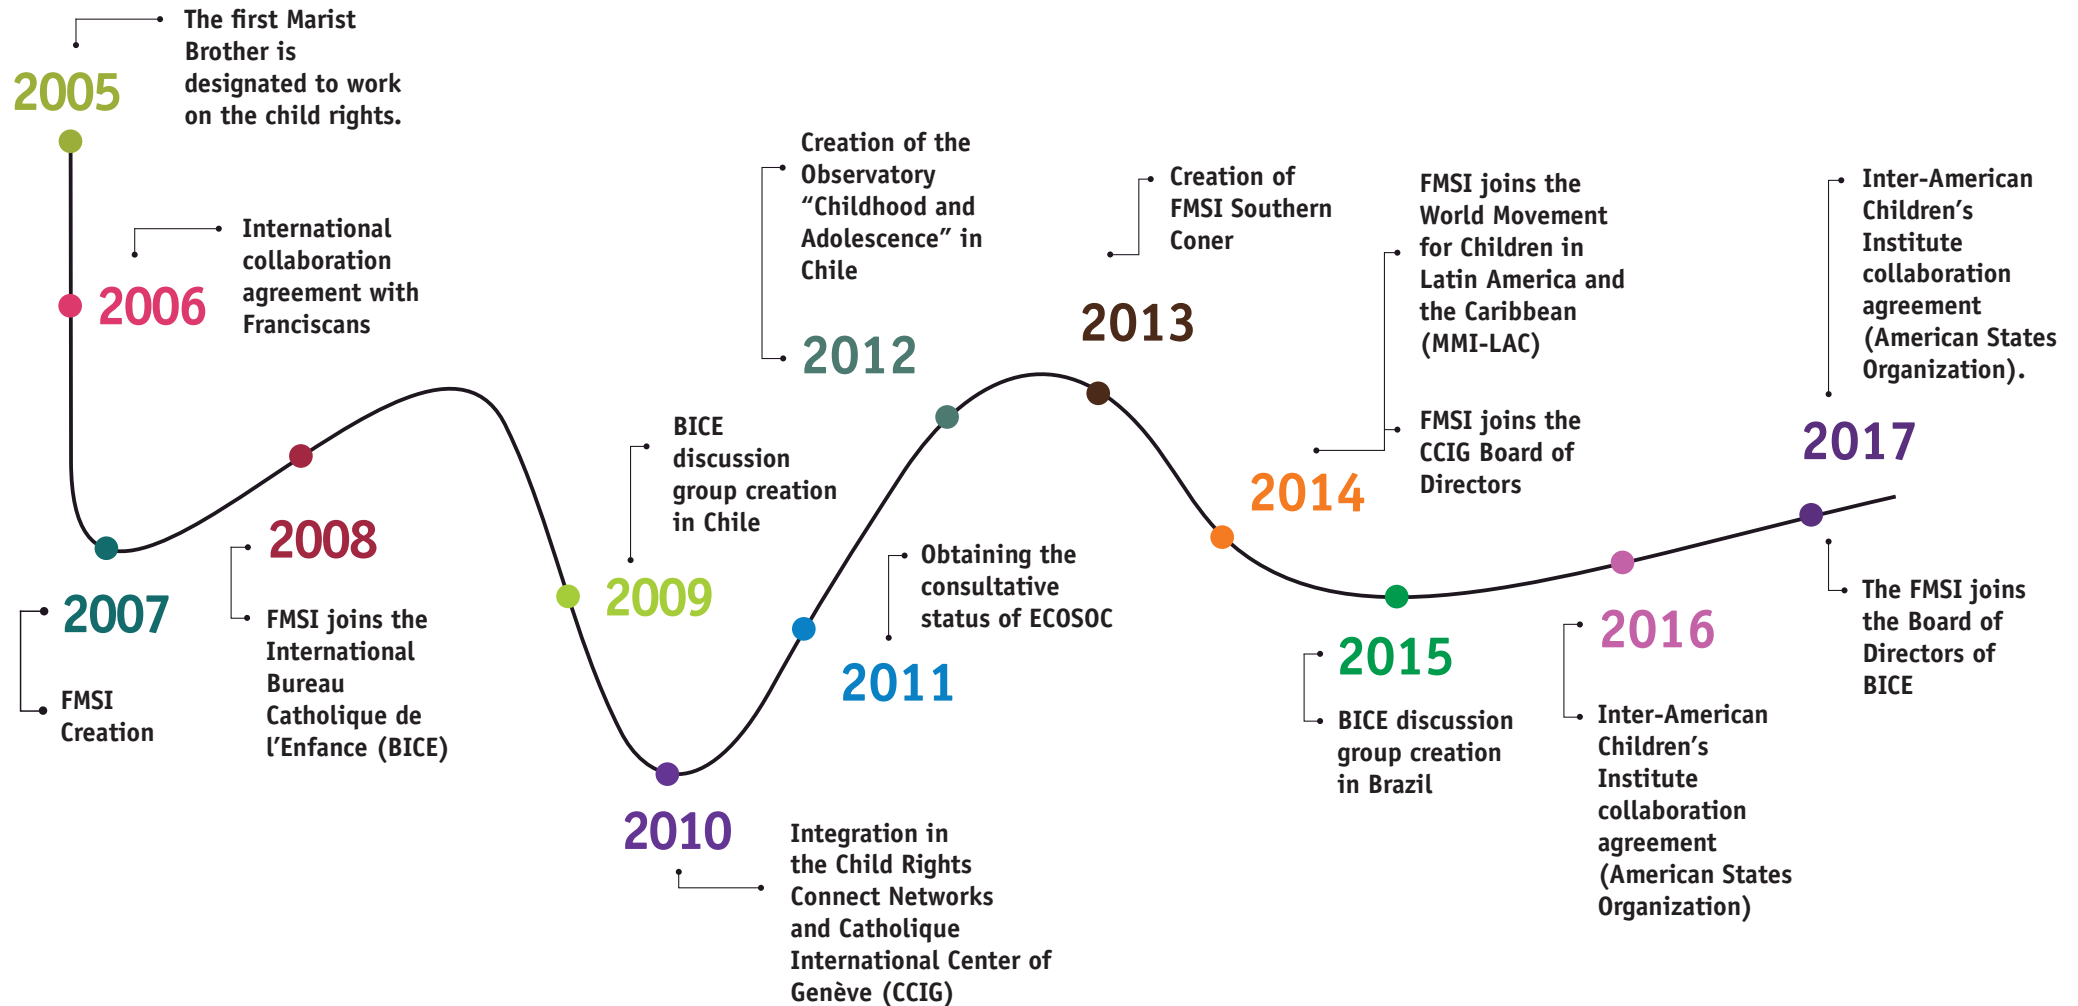 2005
The first Marist
Brother is
designated to work
on the child rights.
2006
International
collaboration
agreement with
Franciscans
2007
FMSI
Creation
2008
FMSI joins the
International
Bureau
Catholique de
l’Enfance (BICE)
2009
BICE
discussion
group creation
in Chile
2010
Integration in
the Child Rights
Connect Networks
and Catholique
International Center of
Genève (CCIG)
2011
Obtaining the
consultative
status of ECOSOC
2012
Creation of the
Observatory
“Childhood and
Adolescence” in
Chile
2013
Creation of
FMSI Southern
Coner
2014
FMSI joins the
World Movement
for Children in
Latin America and
the Caribbean
(MMI-LAC)
FMSI joins the
CCIG Board of
Directors
2015
BICE discussion
group creation
in Brazil
2016
Inter-American
Children’s
Institute
collaboration
agreement
(American States
Organization)
2017
Inter-American
Children’s
Institute
collaboration
agreement
(American States
Organization).
The FMSI joins
the Board of
Directors of
BICE